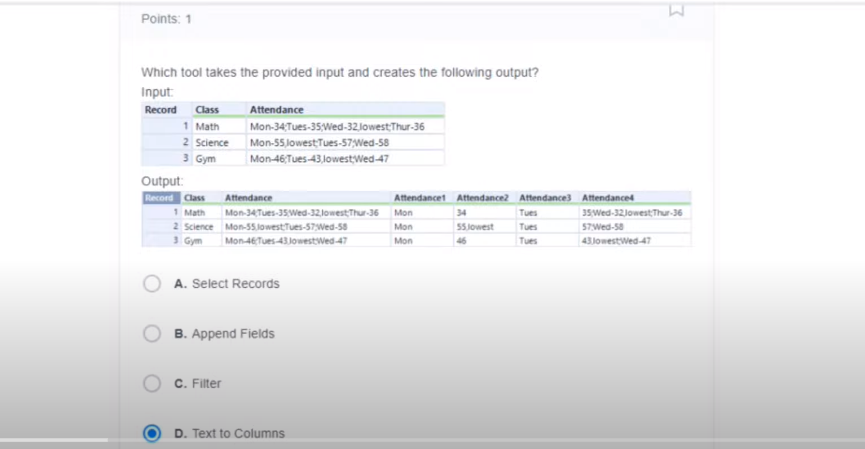 Points: 1
Which tool takes the provided input and creates the following output?
Input:
Record Class Attendance
1 Math Mon-34;Tues-35;Wed-32,lowest;Thur-36
2 Science Mon-55,lowest;Tues-57;Wed-58
3 Gym Mon-46;Tues-43,lowest;Wed-47
Output:
Record Class Attendance Attendance1 Attendance2 Attendance3 Attendance4
1 Math Mon-34;Tues-35;Wed-32,lowest;Thur-36 Mon 34 Tues 35;Wed-32,lowest;Thur-36
2 Science Mon-55,lowest;Tues-57;Wed-58 Mon 55,lowest Tues 57;Wed-58
3 Gym Mon-46;Tues-43,lowest;Wed-47 Mon 46 Tues 43,lowest;Wed-47
A. Select Records
B. Append Fields
C. Filter
D. Text to Columns